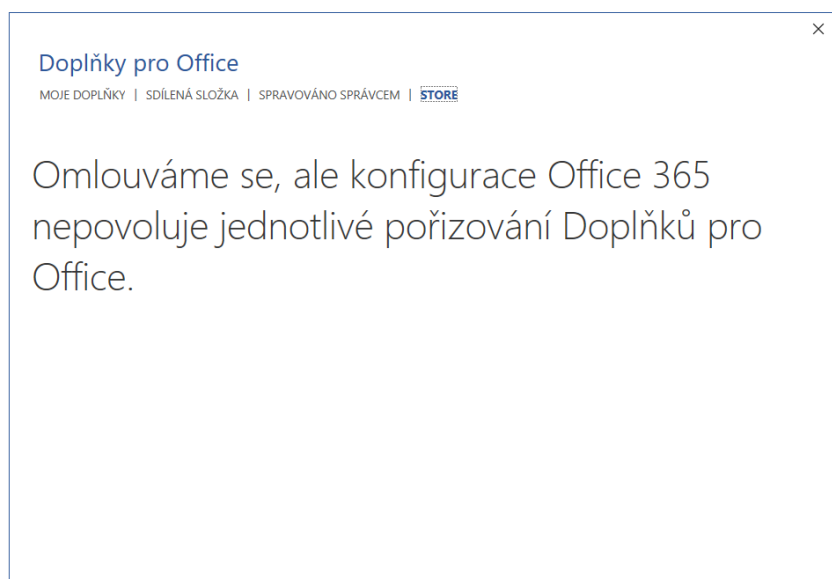 Doplňky pro Office
MOJE DOPLŇKY | SDÍLENÁ SLOŽKA | SPRAVOVÁNO SPRÁVCEM | STORE
Omlouváme se, ale konfigurace Office 365
nepovoluje jednotlivé pořizování Doplňků pro
Office.